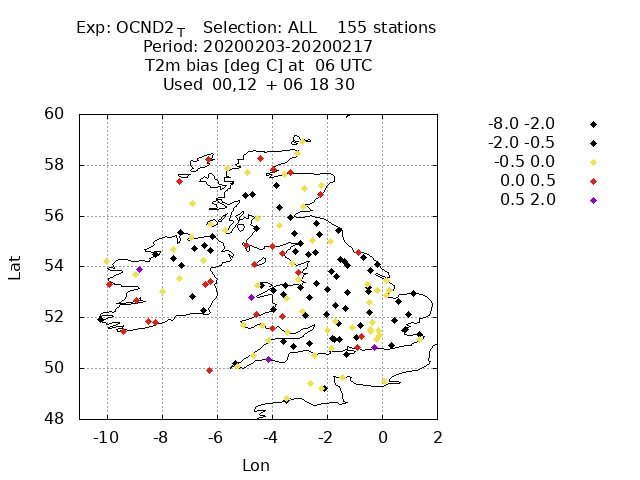 Exp: OCND2T Selection: ALL 155 stations
Period: 20200203-20200217
T2m bias [deg C] at 06 UTC
Used 00,12 + 06 18 30
-8.0 -2.0
-2.0 -0.5
-0.5 0.0
0.0 0.5
0.5 2.0
60
58
56
54
52
50
48
Lat
-10 -8 -6 -4 -2 0 2
Lon